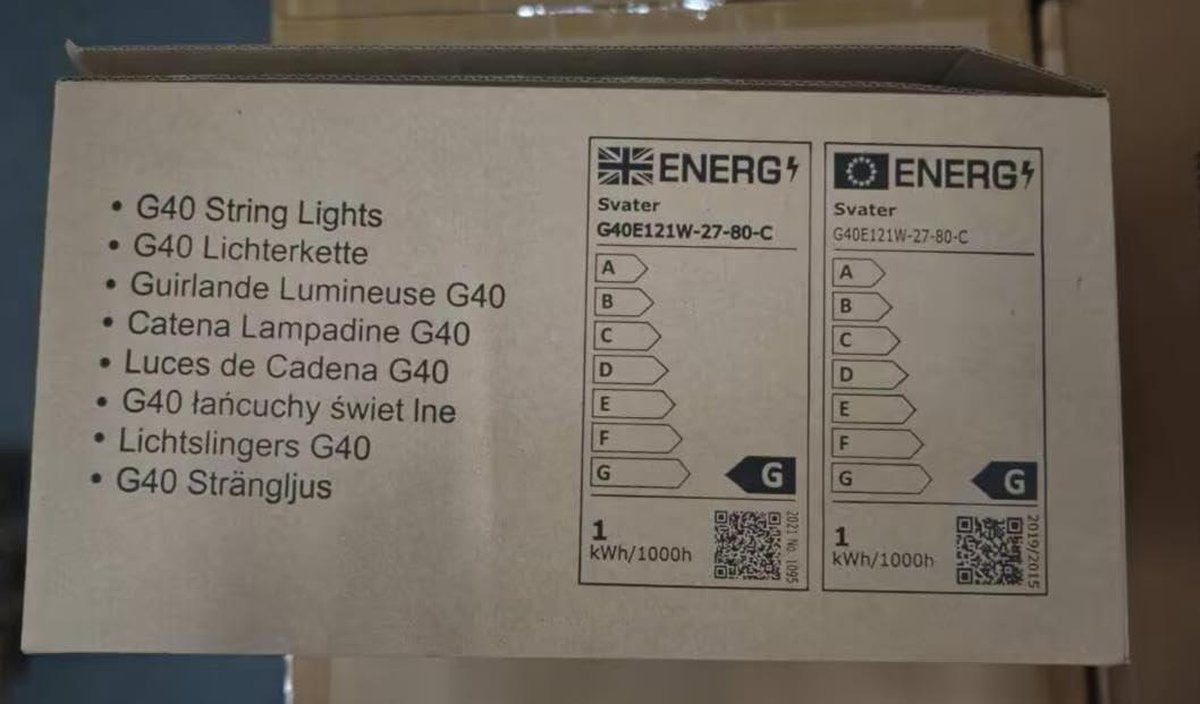 • G40 String Lights
• G40 Lichterkette
• Guirlande Lumineuse G40
• Catena Lampadine G40
• Luces de Cadena G40
• G40 łańcuchy świet lne
• Lichtslingers G40
• G40 Strängljus
ENERG
Svater
G40E121W-27-80-C
A
B
C
D
E
F
G
G
1
kWh/1000h
2021 No. 1095
ENERG
Svater
G40E121W-27-80-C
A
B
C
D
E
F
G
G
1
kWh/1000h
2019/2015